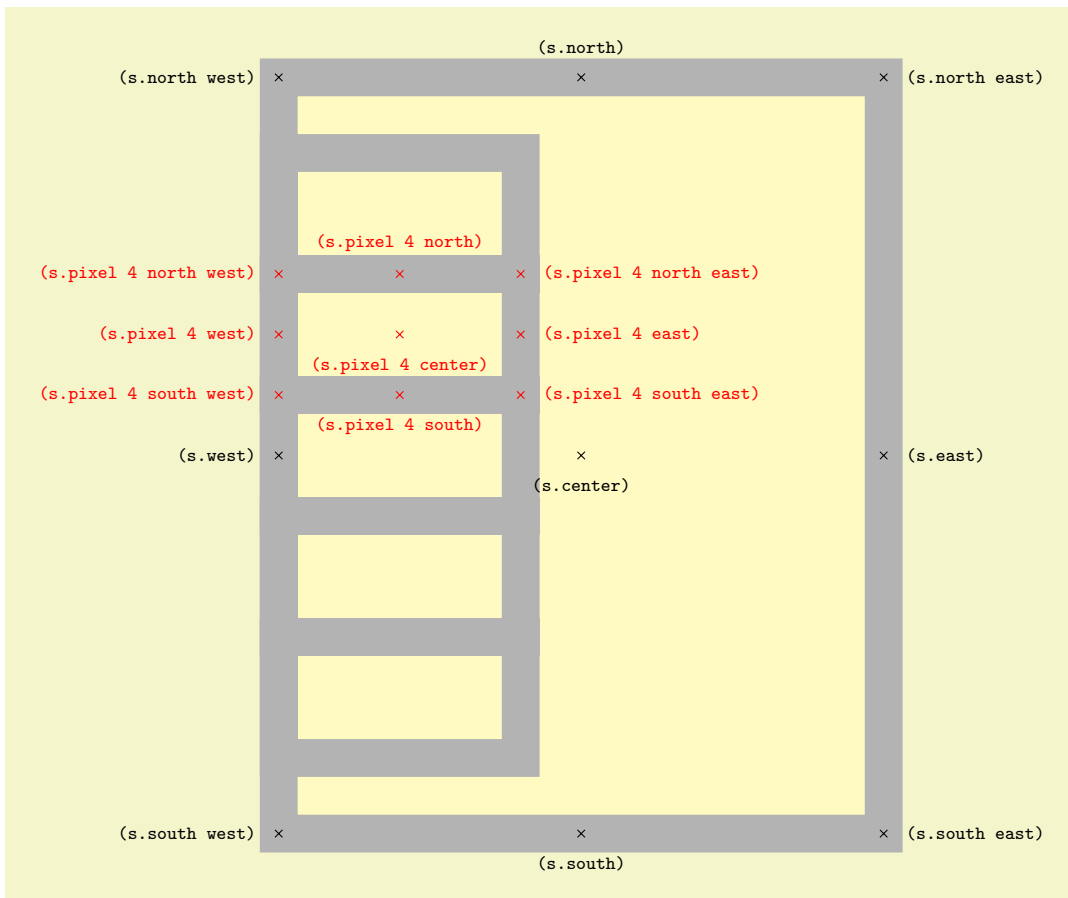 (s.north)
(s.north west)
(s.north east)
(s.pixel 4 north)
(s.pixel 4 north west)
(s.pixel 4 north east)
(s.pixel 4 west)
(s.pixel 4 east)
(s.pixel 4 center)
(s.pixel 4 south west)
(s.pixel 4 south east)
(s.pixel 4 south)
(s.west)
(s.east)
(s.center)
(s.south west)
(s.south east)
(s.south)